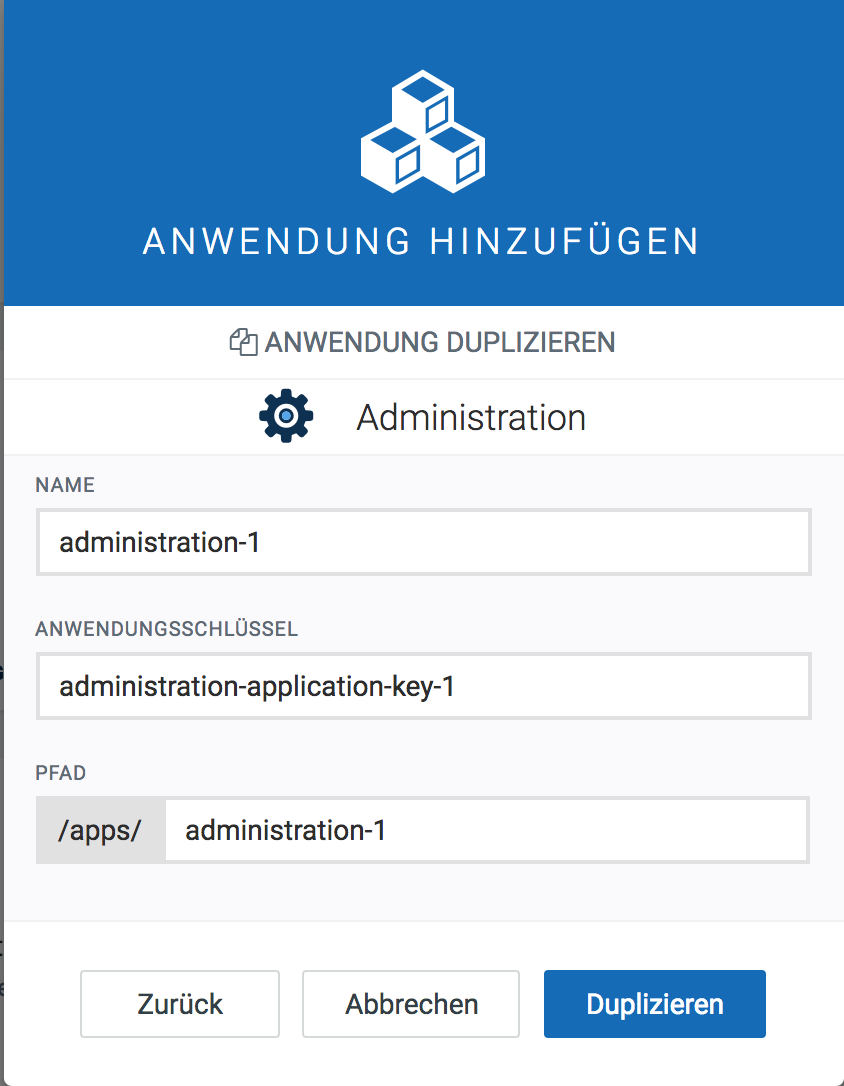 ANWENDUNG HINZUFÜGEN
ANWENDUNG DUPLIZIEREN
Administration
NAME
administration-1
ANWENDUNGSSCHLÜSSEL
administration-application-key-1
PFAD
/apps/ administration-1
Zurück Abbrechen Duplizieren